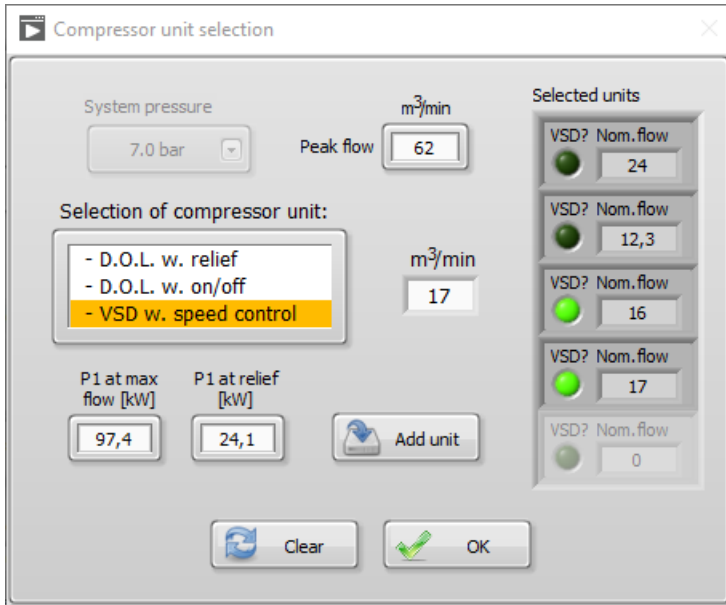 Compressor unit selection
System pressure
7.0 bar
m³/min
Peak flow
62
Selection of compressor unit:
- D.O.L. w. relief
- D.O.L. w. on/off
- VSD w. speed control
m³/min
17
P1 at max
flow [kW]
97,4
P1 at relief
[kW]
24,1
Add unit
Clear
OK
Selected units
VSD? Nom.flow
24
VSD? Nom.flow
12,3
VSD? Nom.flow
16
VSD? Nom.flow
17
VSD? Nom.flow
0